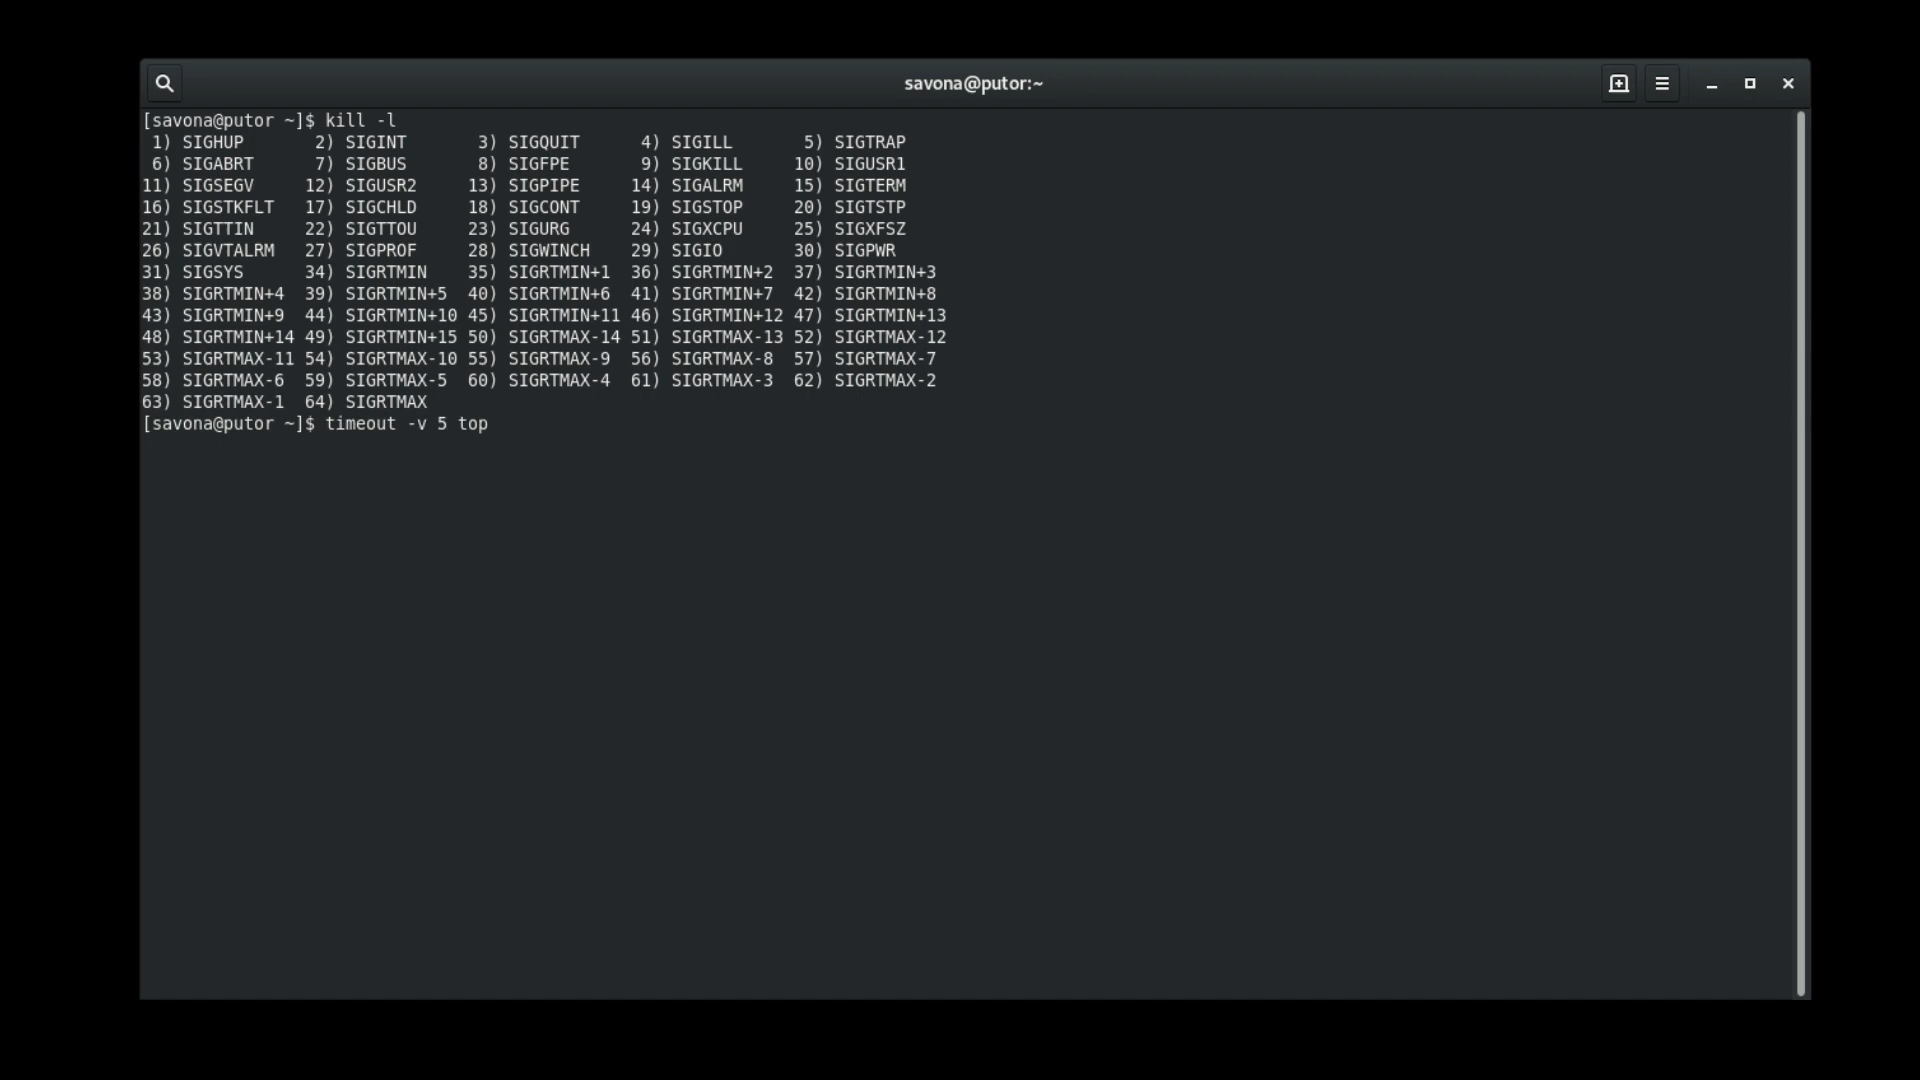 savona@putor:~
[savona@putor ~]$ kill -l
 1) SIGHUP       2) SIGINT       3) SIGQUIT      4) SIGILL       5) SIGTRAP
 6) SIGABRT      7) SIGBUS       8) SIGFPE       9) SIGKILL     10) SIGUSR1
11) SIGSEGV     12) SIGUSR2     13) SIGPIPE     14) SIGALRM     15) SIGTERM
16) SIGSTKFLT   17) SIGCHLD     18) SIGCONT     19) SIGSTOP     20) SIGTSTP
21) SIGTTIN     22) SIGTTOU     23) SIGURG      24) SIGXCPU     25) SIGXFSZ
26) SIGVTALRM   27) SIGPROF     28) SIGWINCH    29) SIGIO       30) SIGPWR
31) SIGSYS      34) SIGRTMIN    35) SIGRTMIN+1  36) SIGRTMIN+2  37) SIGRTMIN+3
38) SIGRTMIN+4  39) SIGRTMIN+5  40) SIGRTMIN+6  41) SIGRTMIN+7  42) SIGRTMIN+8
43) SIGRTMIN+9  44) SIGRTMIN+10 45) SIGRTMIN+11 46) SIGRTMIN+12 47) SIGRTMIN+13
48) SIGRTMIN+14 49) SIGRTMIN+15 50) SIGRTMAX-14 51) SIGRTMAX-13 52) SIGRTMAX-12
53) SIGRTMAX-11 54) SIGRTMAX-10 55) SIGRTMAX-9  56) SIGRTMAX-8  57) SIGRTMAX-7
58) SIGRTMAX-6  59) SIGRTMAX-5  60) SIGRTMAX-4  61) SIGRTMAX-3  62) SIGRTMAX-2
63) SIGRTMAX-1  64) SIGRTMAX
[savona@putor ~]$ timeout -v 5 top